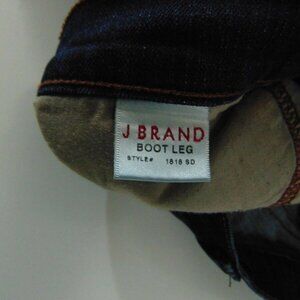 J BRAND
BOOT LEG
STYLE# 1818 SD